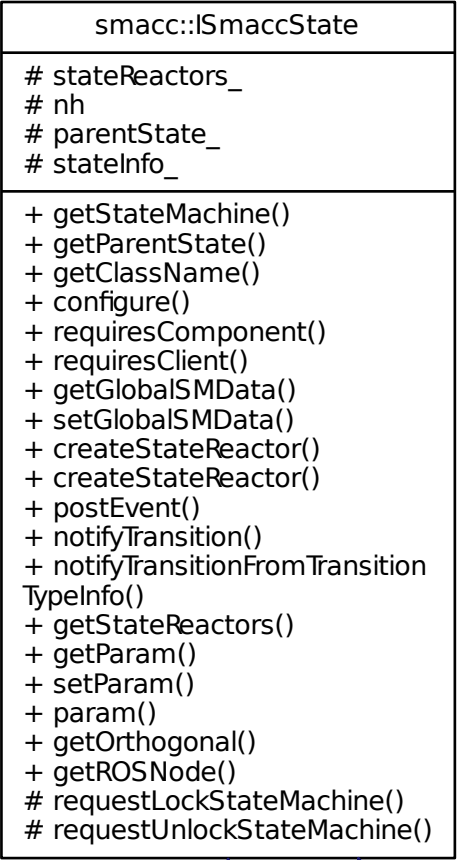 smacc::ISmaccState
# stateReactors_
# nh
# parentState_
# stateInfo_
+ getStateMachine()
+ getParentState()
+ getClassName()
+ configure()
+ requiresComponent()
+ requiresClient()
+ getGlobalSMData()
+ setGlobalSMData()
+ createStateReactor()
+ createStateReactor()
+ postEvent()
+ notifyTransition()
+ notifyTransitionFromTransition
TypeInfo()
+ getStateReactors()
+ getParam()
+ setParam()
+ param()
+ getOrthogonal()
+ getROSNode()
# requestLockStateMachine()
# requestUnlockStateMachine()